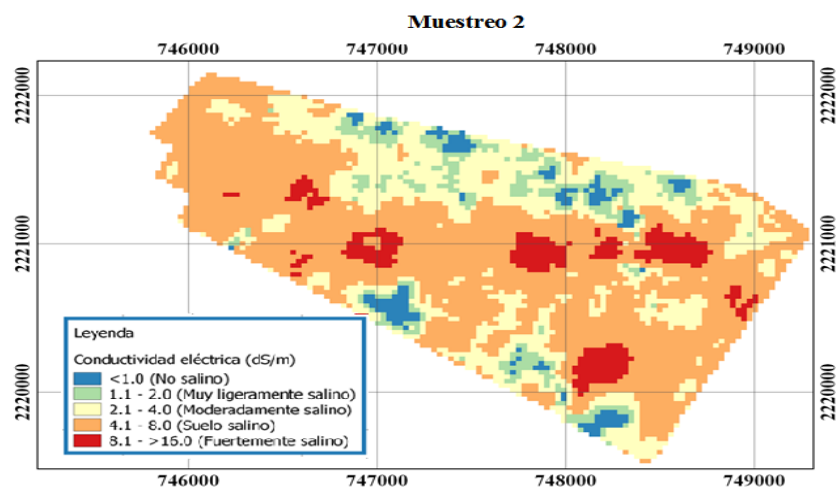 Muestreo 2
746000 747000 748000 749000
2222000 2222000
2221000 2221000
2220000 2220000
Leyenda
Conductividad eléctrica (dS/m)
<1.0 (No salino)
1.1 - 2.0 (Muy ligeramente salino)
2.1 - 4.0 (Moderadamente salino)
4.1 - 8.0 (Suelo salino)
8.1 - >16.0 (Fuertemente salino)
746000 747000 748000 749000